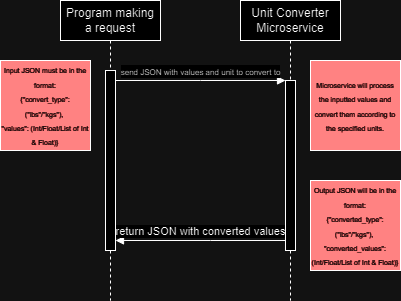 Program making
a request
Unit Converter
Microservice
send JSON with values and unit to convert to
Input JSON must be in the
format:
{"convert_type":
("lbs"/"kgs"),
"values": (Int/Float/List of Int
& Float)}
Microservice will process
the inputted values and
convert them according to
the specified units.
Output JSON will be in the
format:
{"converted_type":
("lbs"/"kgs"),
"converted_values":
(Int/Float/List of Int & Float)}
return JSON with converted values